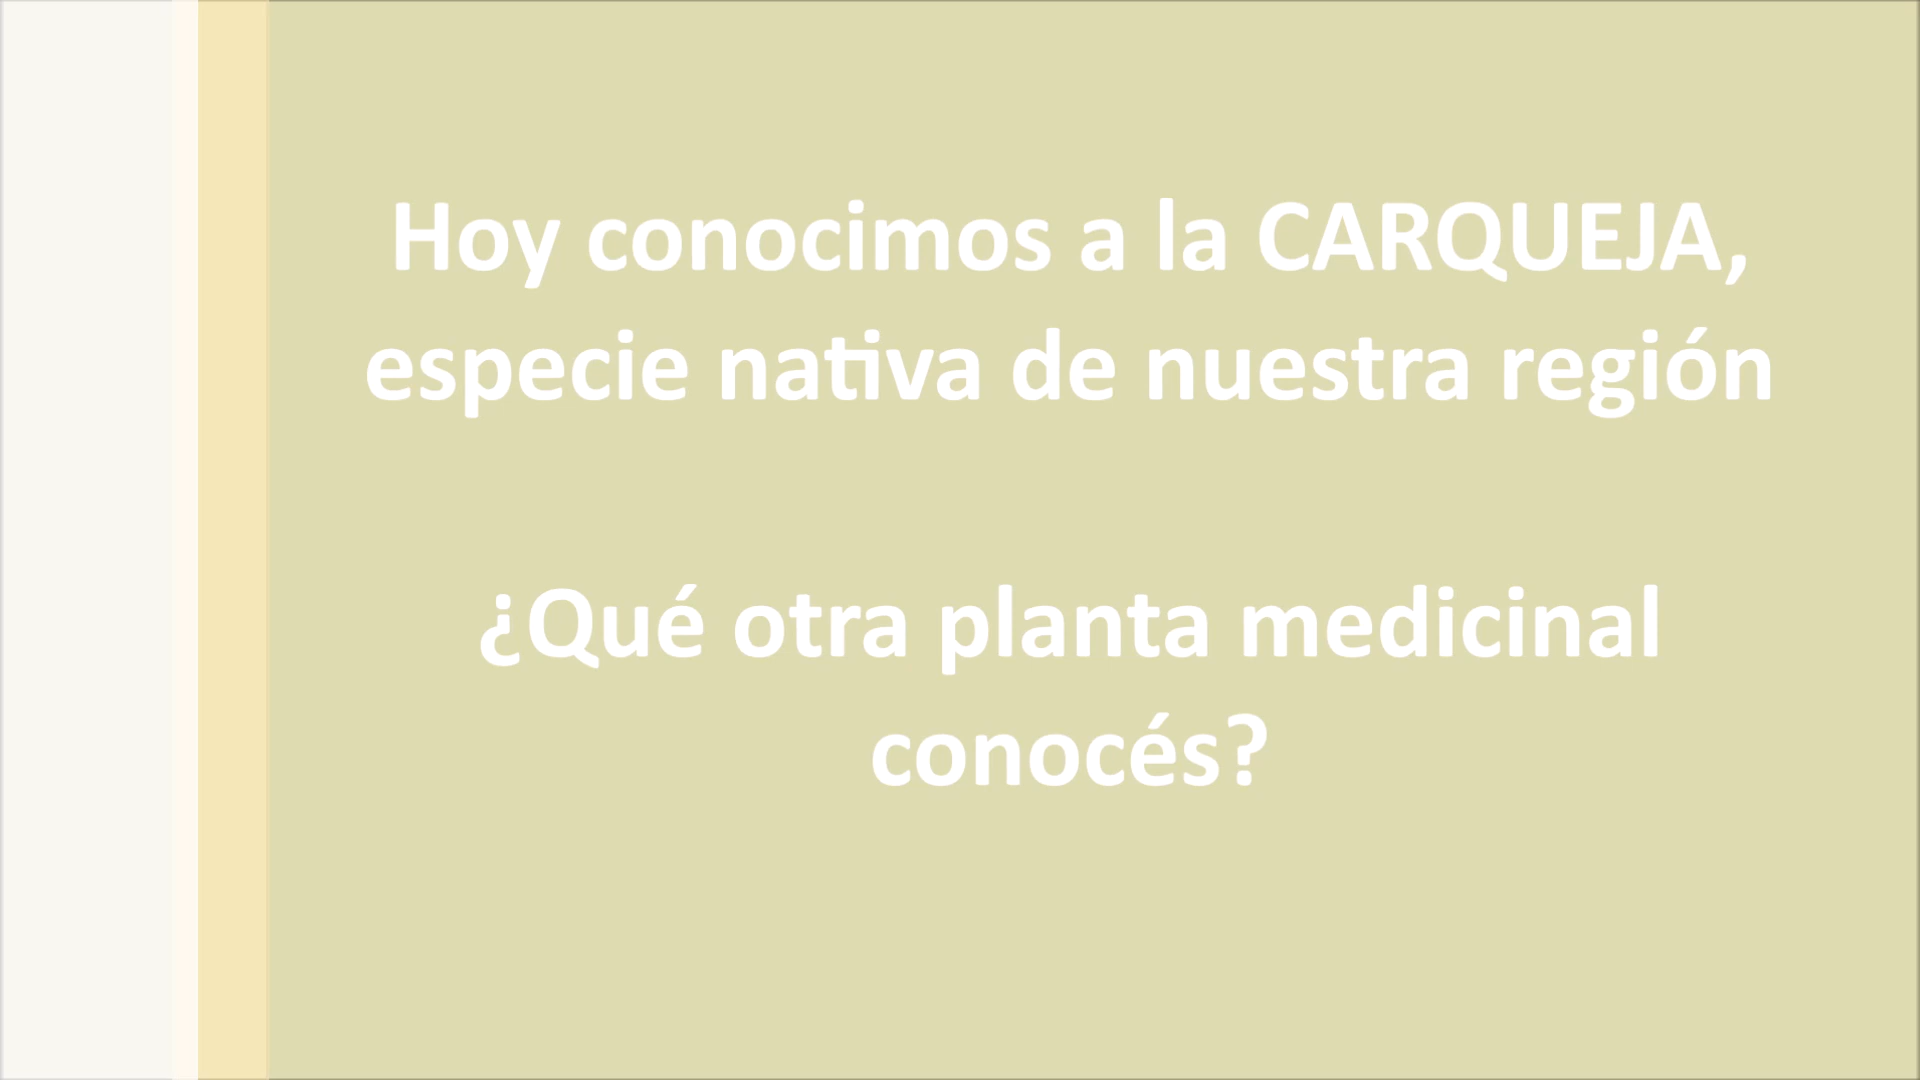 Hoy conocimos a la CARQUEJA,
especie nativa de nuestra región
¿Qué otra planta medicinal
conocés?